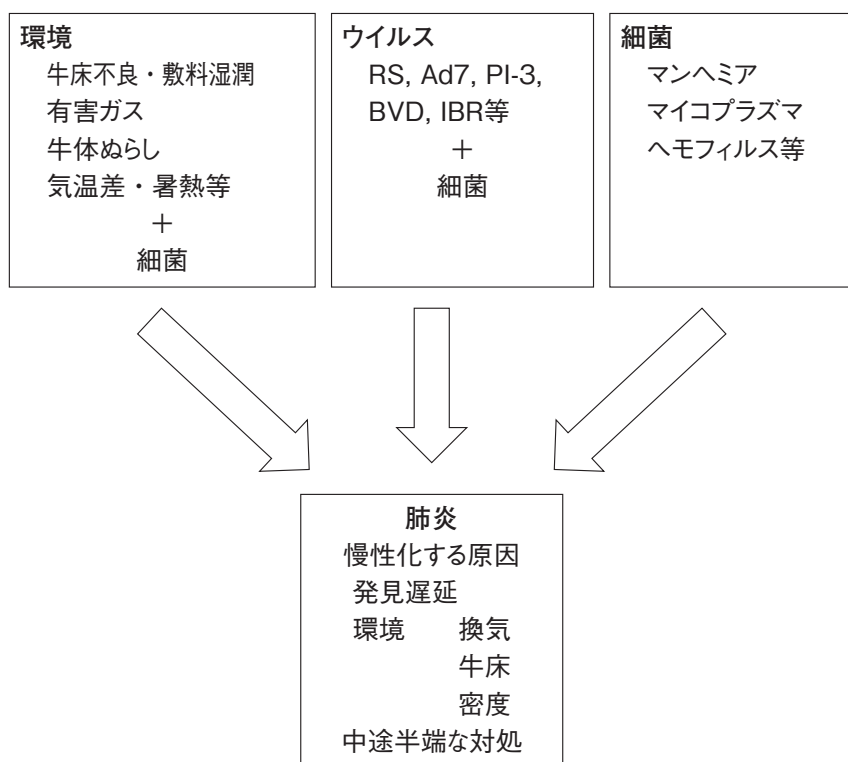 環境
牛床不良・敷料湿潤
有害ガス
牛体ぬらし
気温差・暑熱等
＋
細菌
ウイルス
RS, Ad7, PI-3,
BVD, IBR等
＋
細菌
細菌
マンヘミア
マイコプラズマ
ヘモフィルス等
肺炎
慢性化する原因
発見遅延
環境　換気
牛床
密度
中途半端な対処